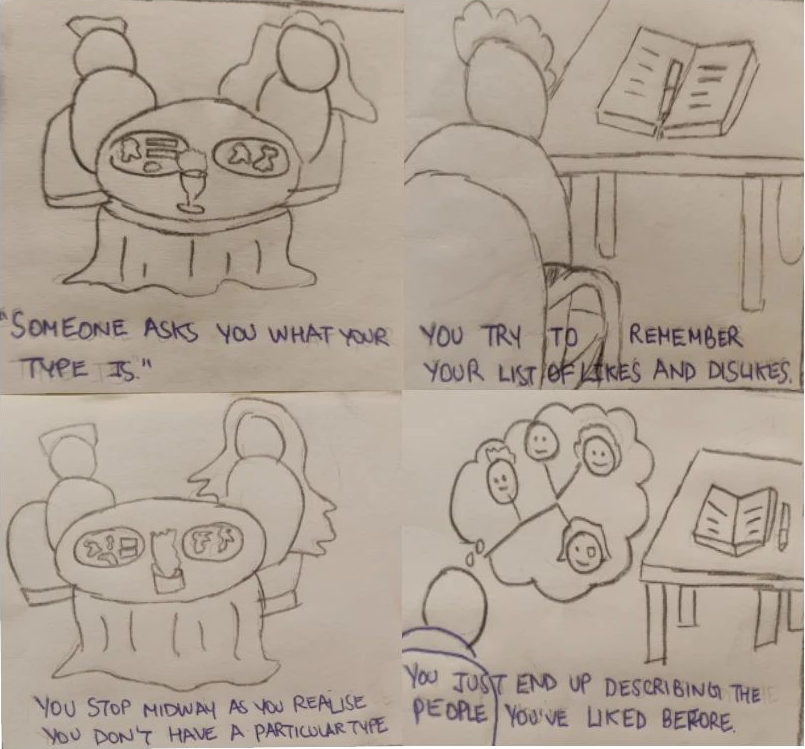 "SOMEONE ASKS YOU WHAT YOUR
TYPE IS."
YOU TRY TO REMEMBER
YOUR LIST OF LIKES AND DISLIKES.
YOU STOP MIDWAY AS YOU REALISE
YOU DON'T HAVE A PARTICULAR TYPE
YOU JUST END UP DESCRIBING THE
PEOPLE YOU'VE LIKED BEFORE.